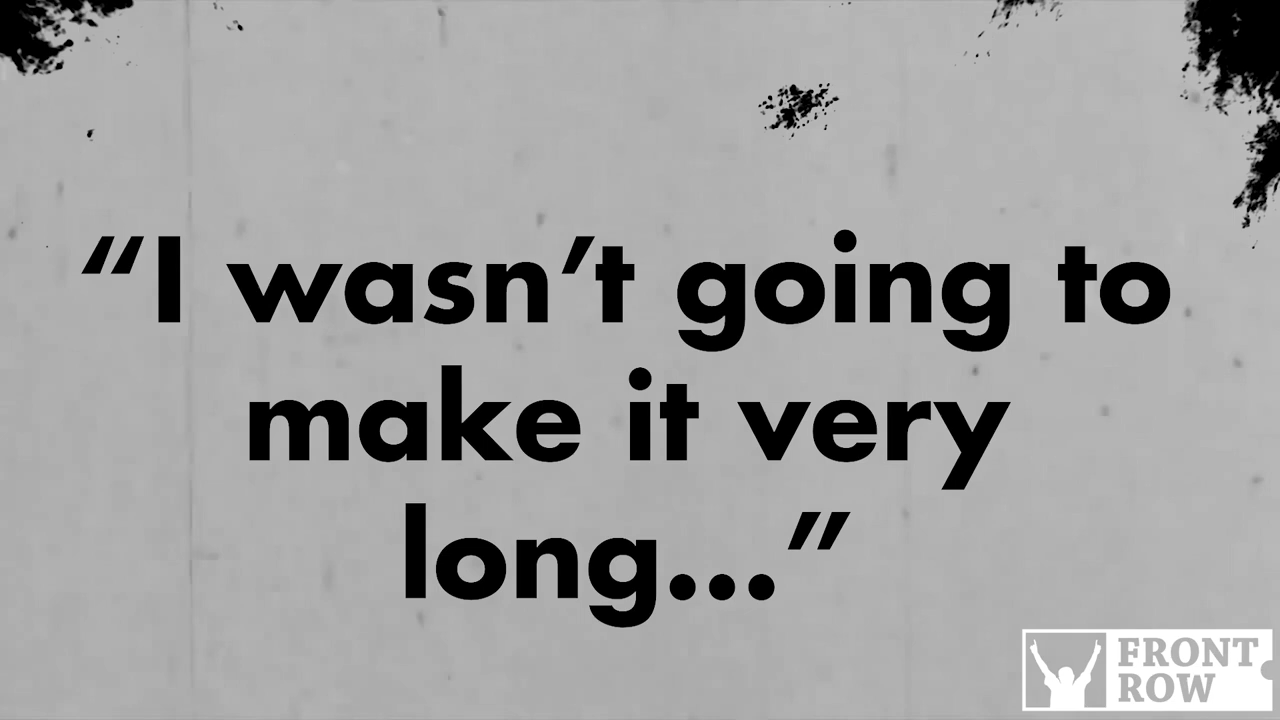 “I wasn’t going to
make it very
long...”
FRONT
ROW